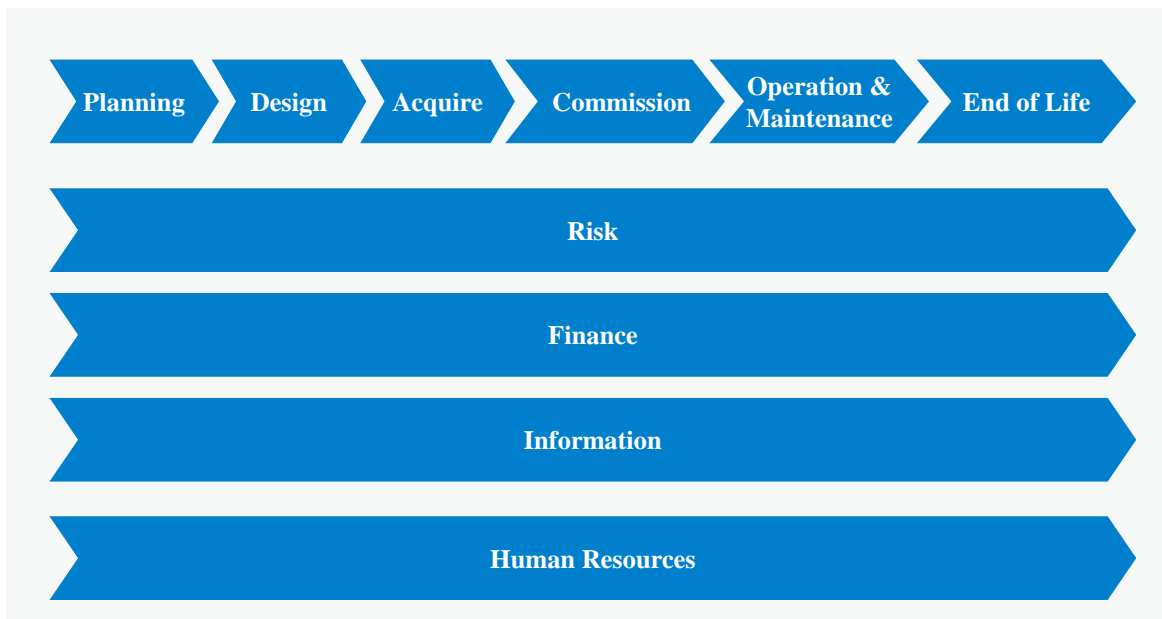 Planning
Design
Acquire
Commission
Operation &
Maintenance
End of Life
Risk
Finance
Information
Human Resources